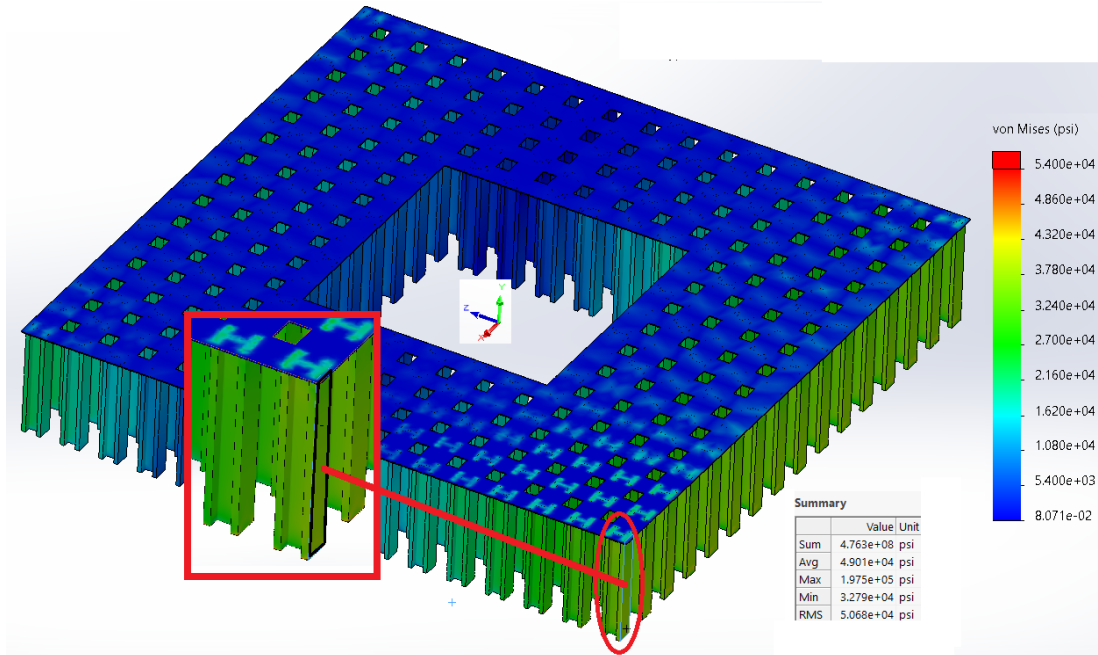 von Mises (psi)
5.400e+04
4.860e+04
4.320e+04
3.780e+04
3.240e+04
2.700e+04
2.160e+04
1.620e+04
1.080e+04
5.400e+03
8.071e-02
Y
Z
X
Summary
Value Unit
Sum 4.763e+08 psi
Avg 4.901e+04 psi
Max 1.975e+05 psi
Min 3.279e+04 psi
RMS 5.068e+04 psi